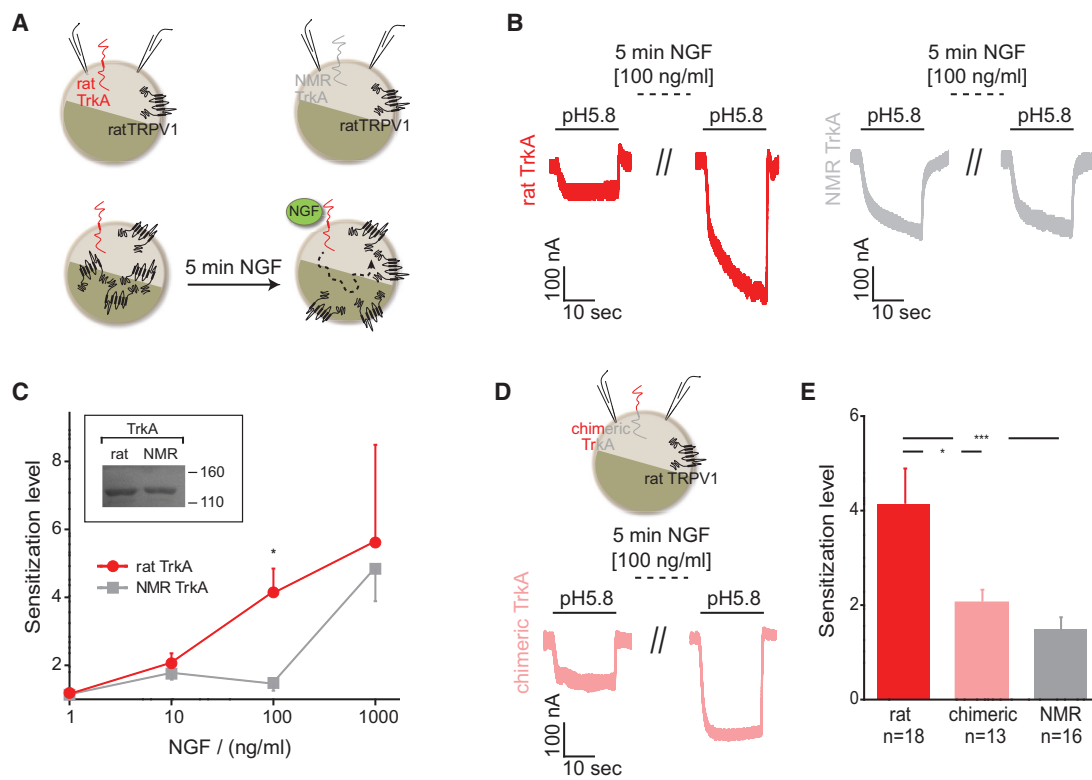 A
rat
TrkA
ratTRPV1
NMR
TrkA
ratTRPV1
5 min NGF
NGF
B
5 min NGF
[100 ng/ml]
pH5.8
pH5.8
rat TrkA
//
100 nA
10 sec
5 min NGF
[100 ng/ml]
pH5.8
pH5.8
NMR TrkA
//
100 nA
10 sec
C
TrkA
rat NMR
– 160
– 110
rat TrkA
NMR TrkA
*
Sensitization level
8
6
4
2
1 10 100 1000
NGF / (ng/ml)
D
chimeric
TrkA
rat TRPV1
5 min NGF
[100 ng/ml]
pH5.8
pH5.8
chimeric TrkA
//
100 nA
10 sec
E
Sensitization level
6
4
2
0
***
*
rat chimeric NMR
n=18 n=13 n=16